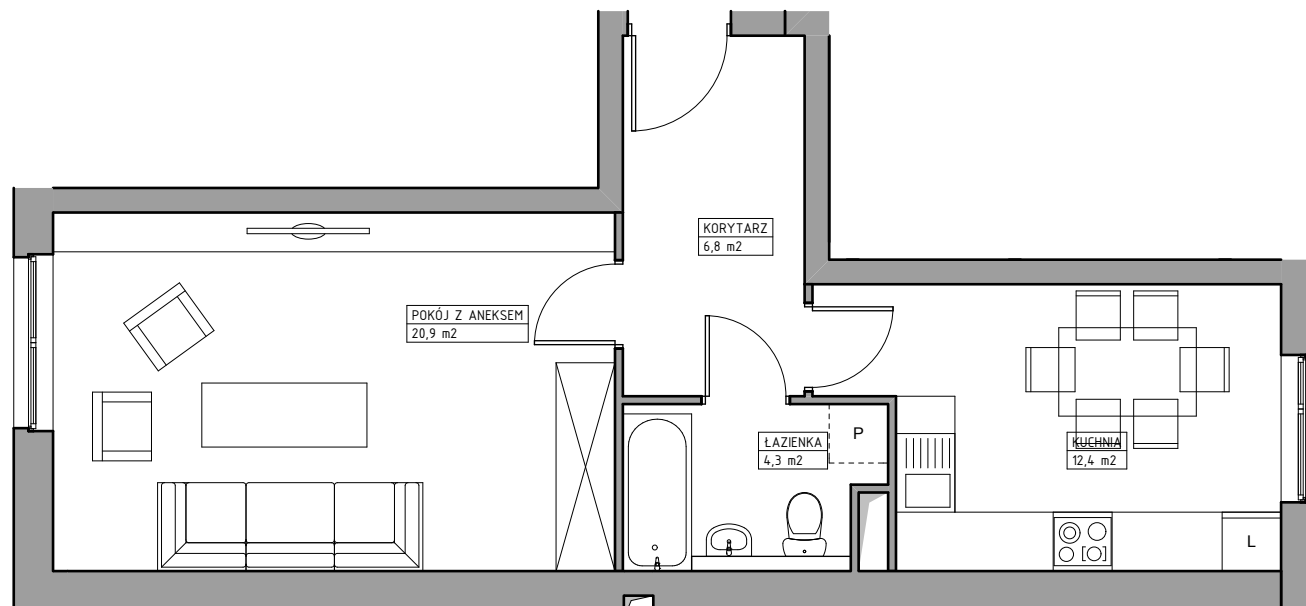 KORYTARZ
6,8 m2
POKÓJ Z ANEKSEM
20,9 m2
ŁAZIENKA
4,3 m2
P
KUCHNIA
12,4 m2
L